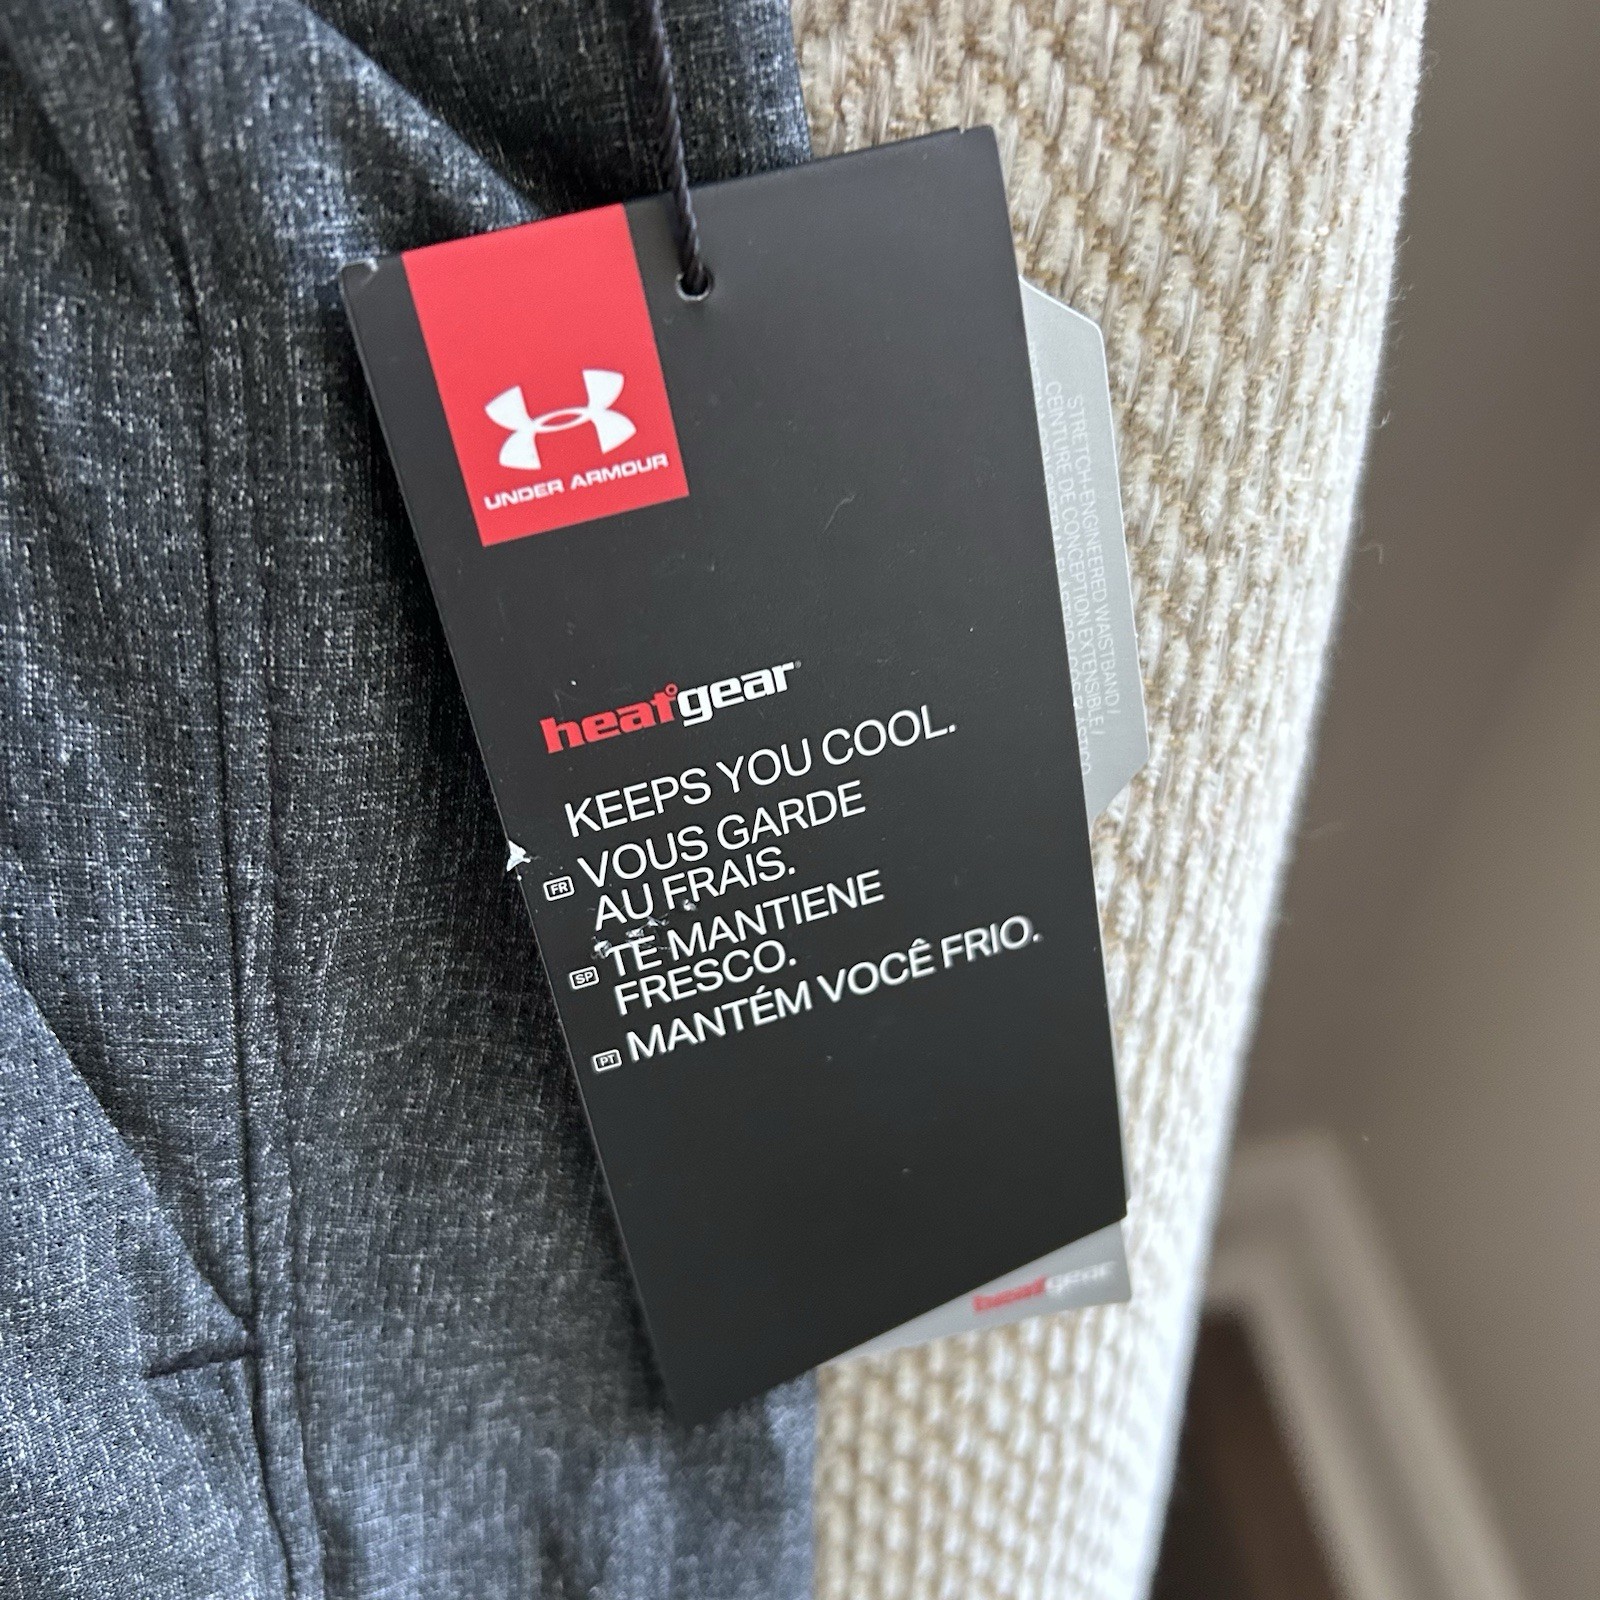 UNDER ARMOUR
heatgear®
KEEPS YOU COOL.
FR VOUS GARDE
AU FRAIS.
SP TE MANTIENE
FRESCO.
PT MANTÉM VOCÊ FRIO.
STRETCH-ENGINEERED WAISTBAND /
CEINTURE DE CONCEPTION EXTENSIBLE /
heatgear